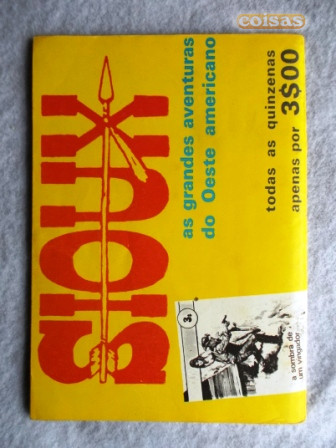 coisas
SIOUX
as grandes aventuras
do Oeste americano
todas as quinzenas
apenas por 3$00
3$
a sombra de
um vingador